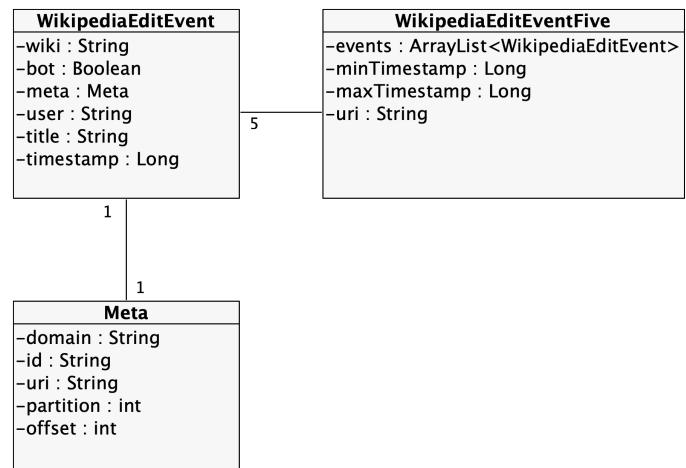 WikipediaEditEvent
-wiki : String
-bot : Boolean
-meta : Meta
-user : String
-title : String
-timestamp : Long
WikipediaEditEventFive
-events : ArrayList<WikipediaEditEvent>
-minTimestamp : Long
-maxTimestamp : Long
-uri : String
5
1
1
Meta
-domain : String
-id : String
-uri : String
-partition : int
-offset : int